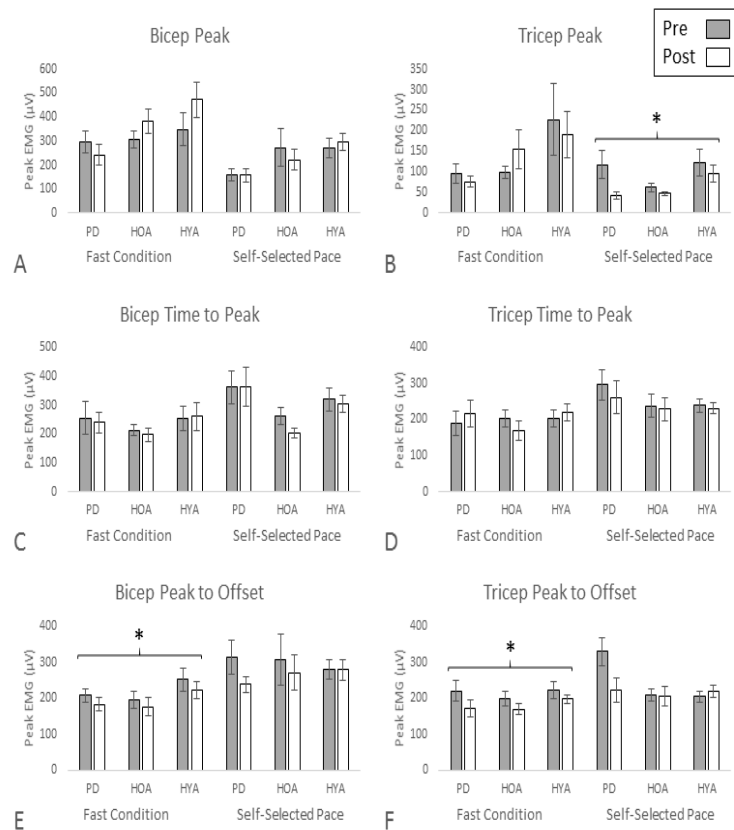 Bicep Peak
Tricep Peak
Pre
Post
600
500
400
300
200
100
0
Peak EMG (µV)
PD HOA HYA PD HOA HYA
Fast Condition Self-Selected Pace
A
350
300
250
200
150
100
50
0
Peak EMG (µV)
*
PD HOA HYA PD HOA HYA
Fast Condition Self-Selected Pace
B
Bicep Time to Peak
500
400
300
200
100
0
Peak EMG (µV)
PD HOA HYA PD HOA HYA
Fast Condition Self-Selected Pace
C
Tricep Time to Peak
400
300
200
100
0
Peak EMG (µV)
PD HOA HYA PD HOA HYA
Fast Condition Self-Selected Pace
D
Bicep Peak to Offset
400
300
200
100
0
Peak EMG (µV)
*
PD HOA HYA PD HOA HYA
Fast Condition Self-Selected Pace
E
Tricep Peak to Offset
400
300
200
100
0
Peak EMG (µV)
*
PD HOA HYA PD HOA HYA
Fast Condition Self-Selected Pace
F